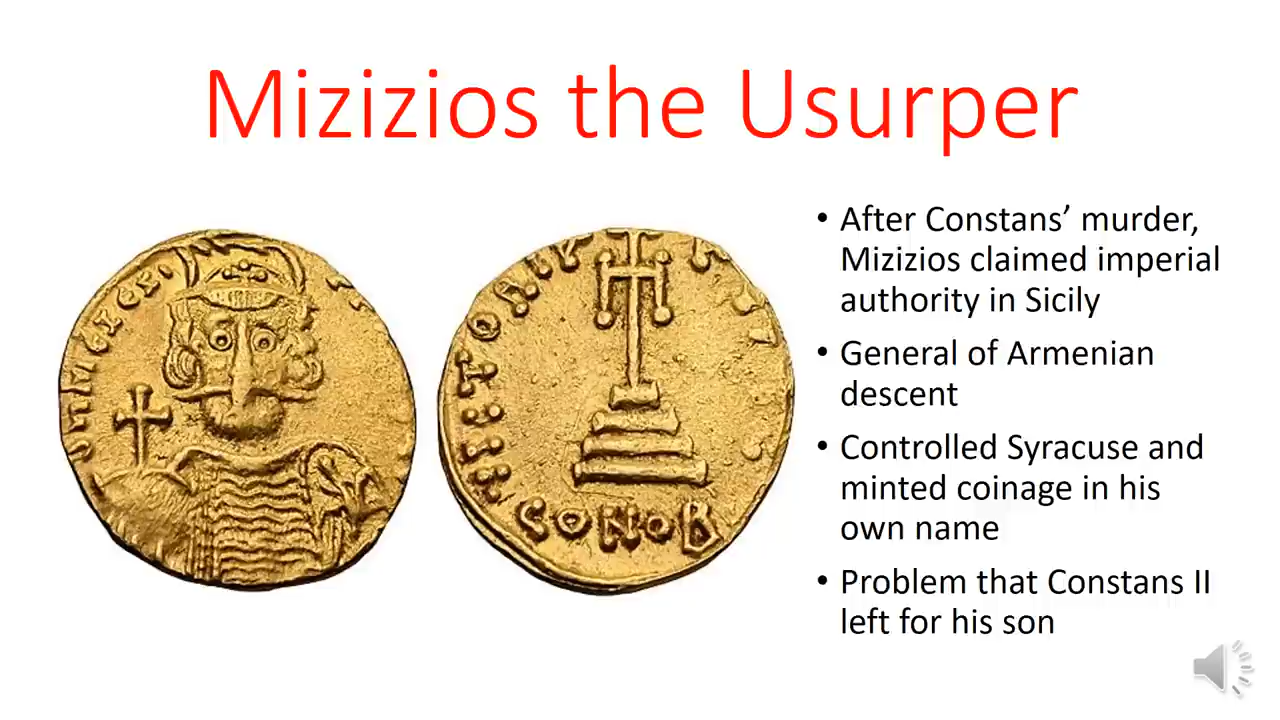 Mizizios the Usurper
• After Constans’ murder,
Mizizios claimed imperial
authority in Sicily
• General of Armenian
descent
• Controlled Syracuse and
minted coinage in his
own name
• Problem that Constans II
left for his son
CONOB